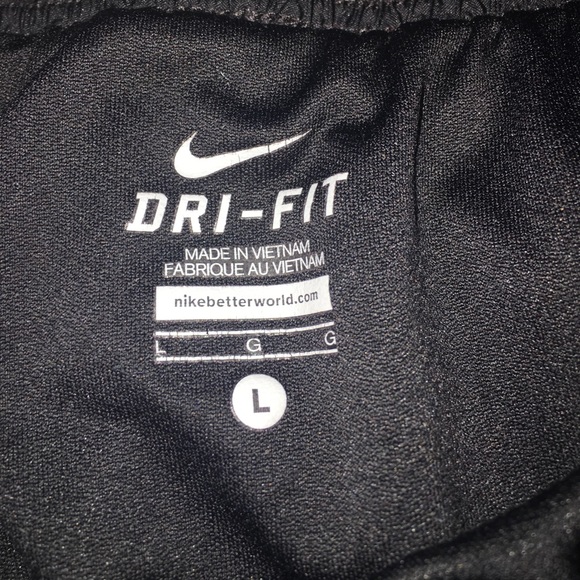 DRI-FIT
MADE IN VIETNAM
FABRIQUE AU VIETNAM
nikebetterworld.com
L G G
L